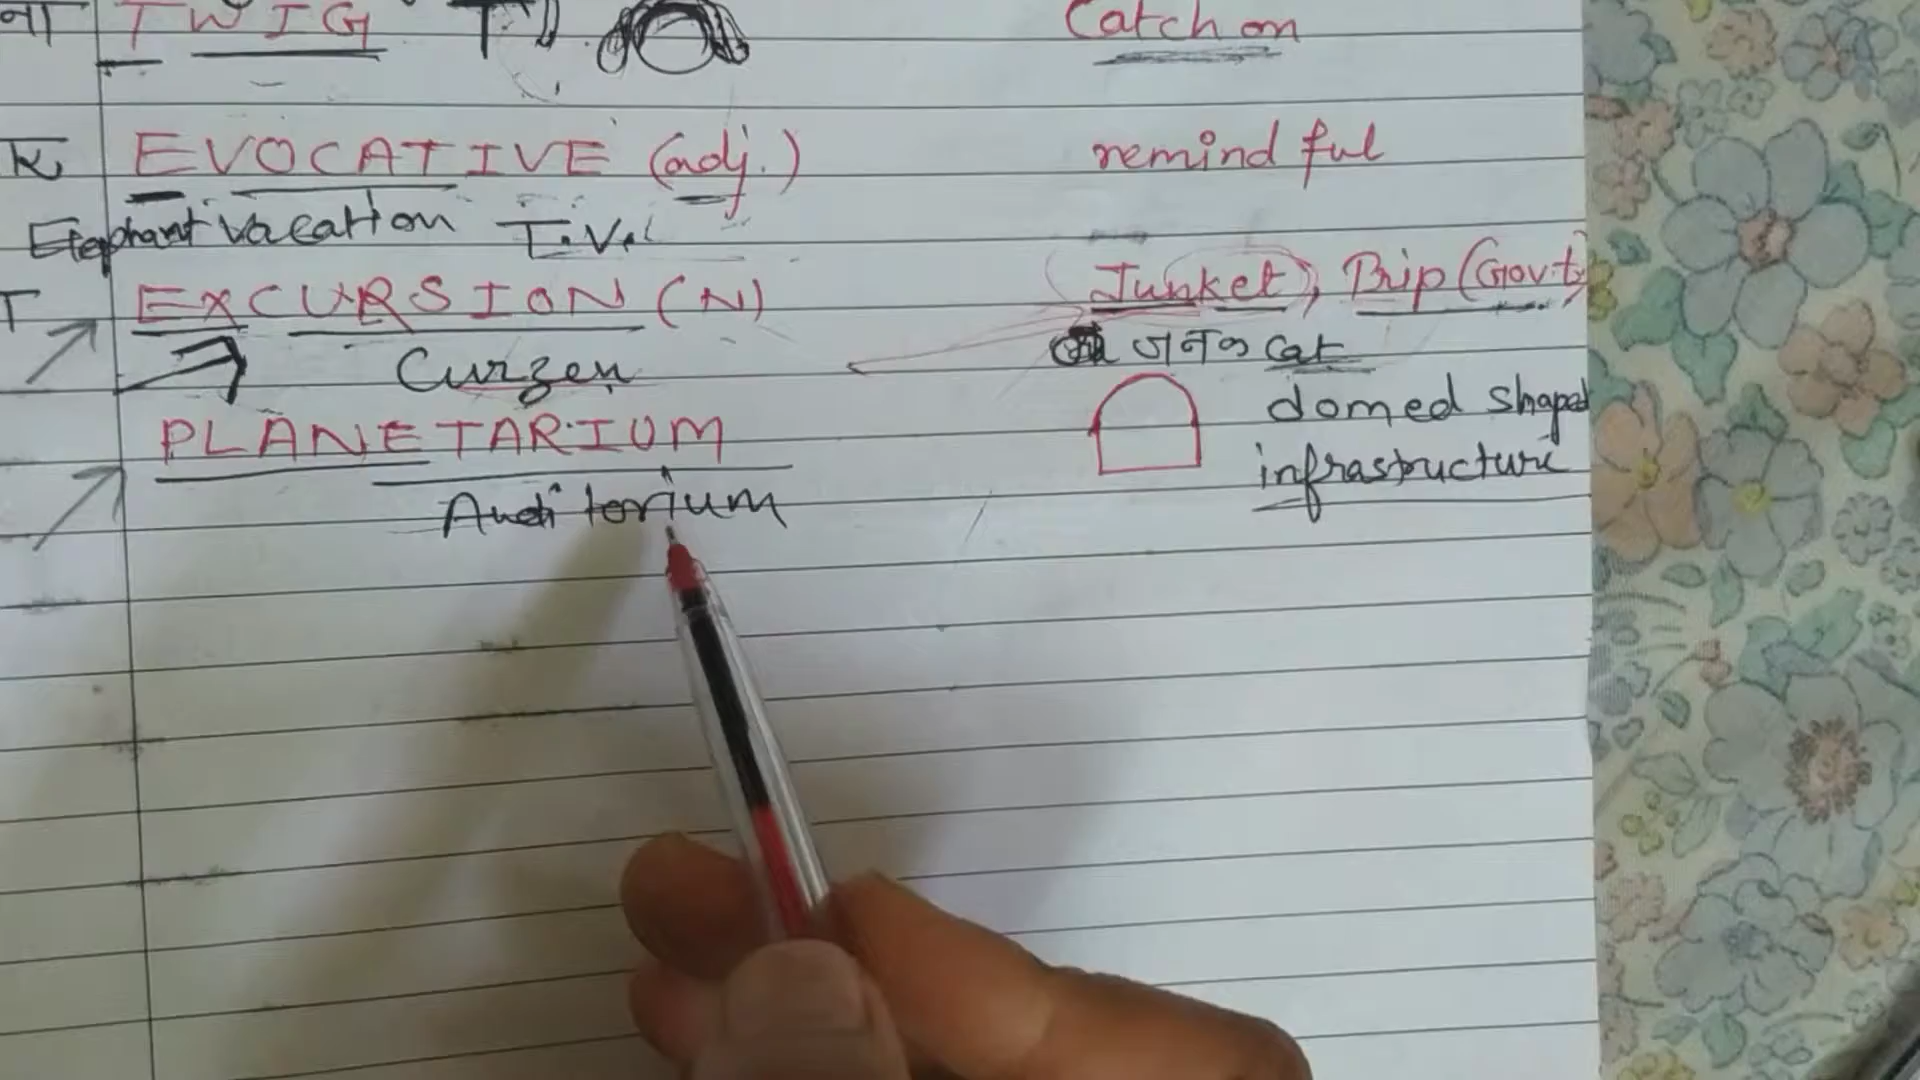 ना TWIG T Catch on
EVOCATIVE (adj.) remind ful
Elephant vacation T.V.
EXCURSION (N) Junket, Trip (Govt)
Curzen जनक cat
PLANETARIUM domed shaped
Auditorium infrastructure